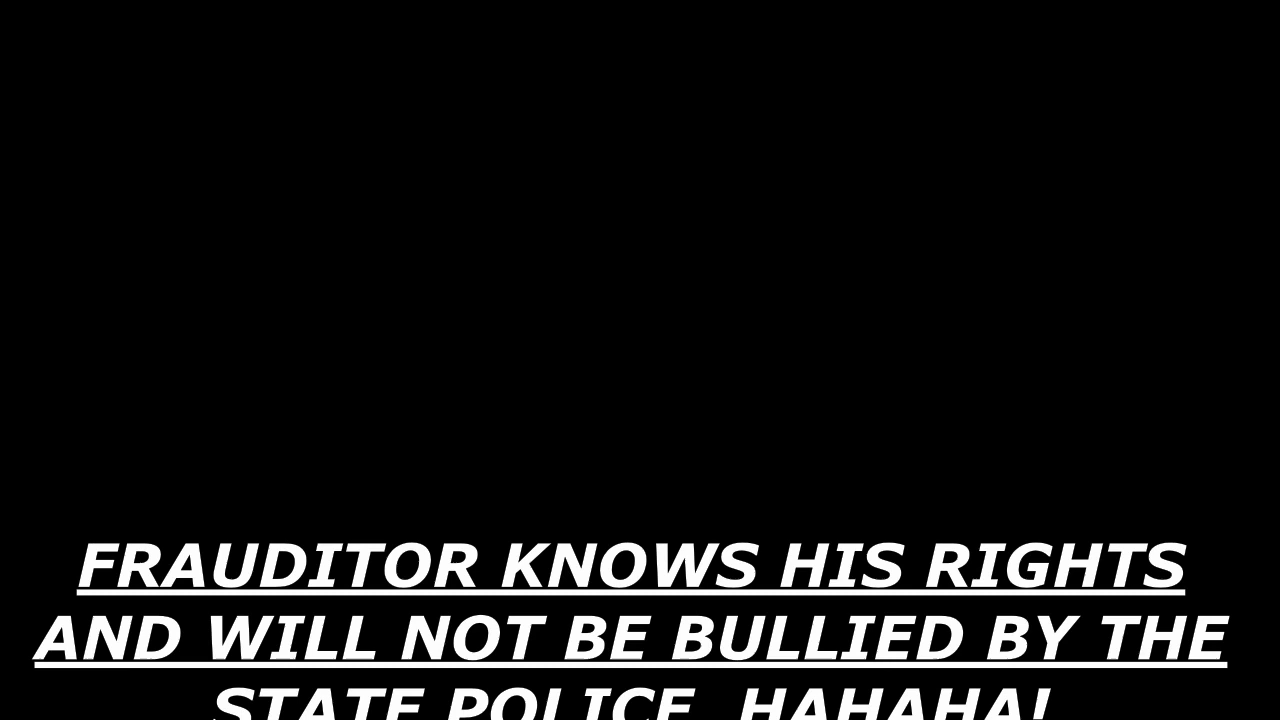 FRAUDITOR KNOWS HIS RIGHTS
AND WILL NOT BE BULLIED BY THE
STATE POLICE, HAHAHA!